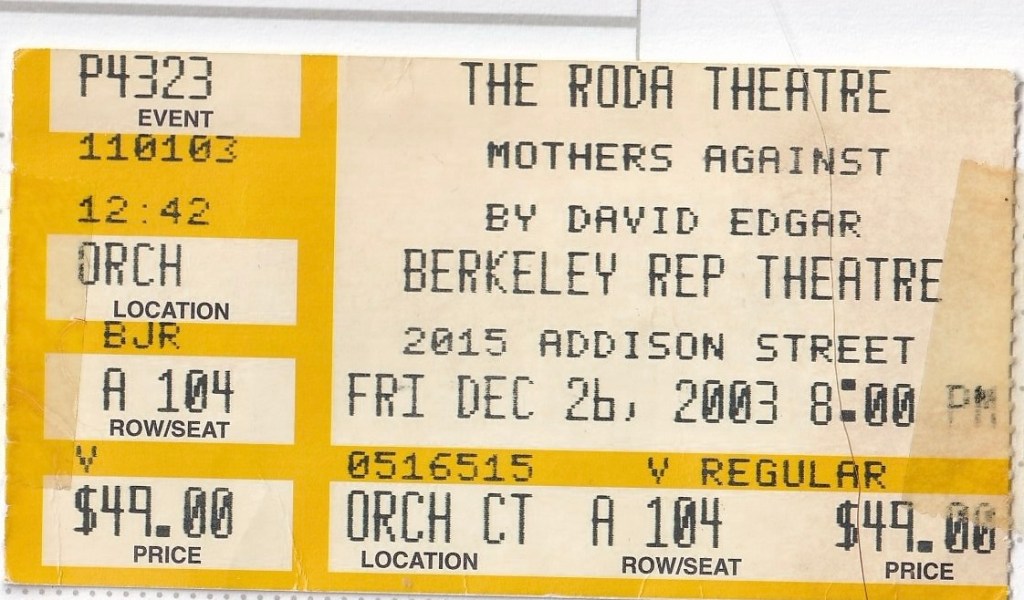 P4323
EVENT
110103
12:42
ORCH
LOCATION
BJR
A 104
ROW/SEAT
V
$49.00
PRICE
THE RODA THEATRE
MOTHERS AGAINST
BY DAVID EDGAR
BERKELEY REP THEATRE
2015 ADDISON STREET
FRI DEC 26, 2003 8:00 PM
0516515 V REGULAR
ORCH CT A 104 $49.00
LOCATION ROW/SEAT PRICE